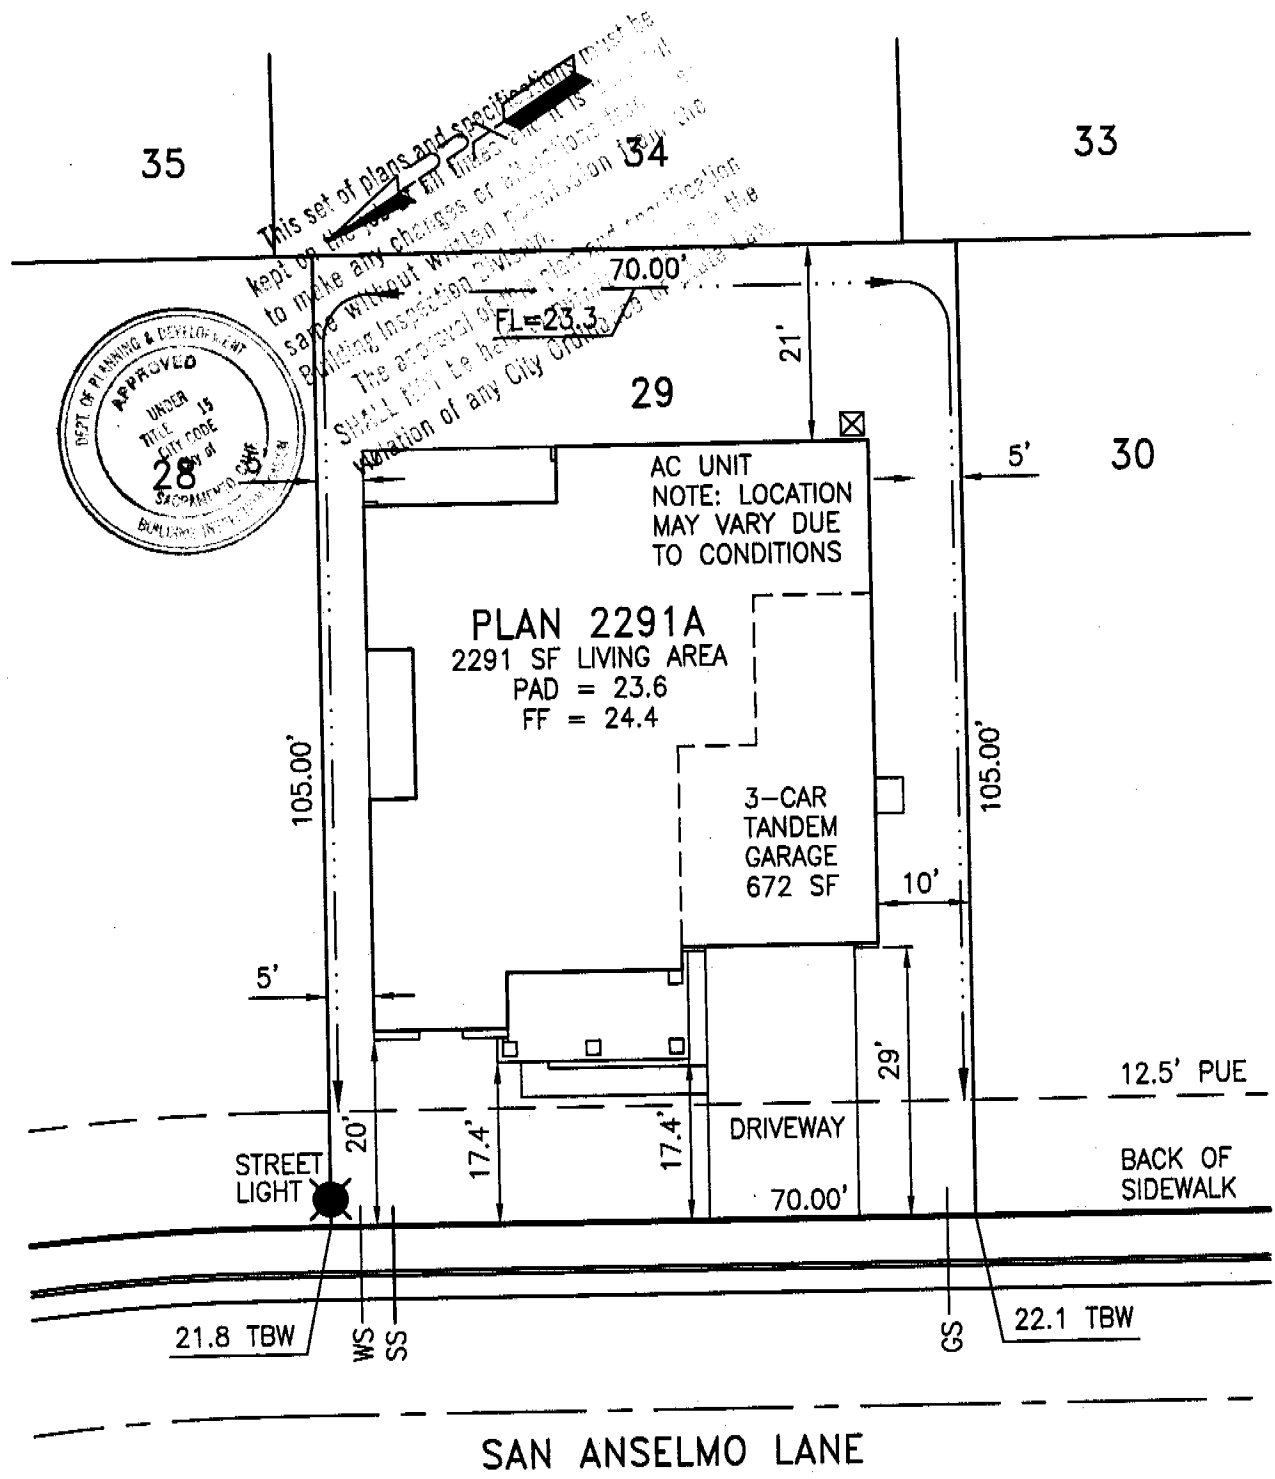 35
34
33
This set of plans and specifications must be
kept on the job at all times and it is
to make any changes or alterations from
same without written permission from the
Building Inspection Division.
The approval of this plan and specification
SHALL NOT be held the
violation of any City Ordinance or State Law.
70.00'
FL=23.3
21'
29
DEPT. OF PLANNING & DEVELOPMENT
APPROVED
UNDER
TITLE 15
CITY CODE
City of
SACRAMENTO
BUILDING INSPECTION DIVISION
28
5'
5'
30
AC UNIT
NOTE: LOCATION
MAY VARY DUE
TO CONDITIONS
PLAN 2291A
2291 SF LIVING AREA
PAD = 23.6
FF = 24.4
105.00'
105.00'
3-CAR
TANDEM
GARAGE
672 SF
10'
5'
29'
12.5' PUE
20'
17.4'
17.4'
DRIVEWAY
STREET
LIGHT
70.00'
BACK OF
SIDEWALK
21.8 TBW
WS
SS
GS
22.1 TBW
SAN ANSELMO LANE